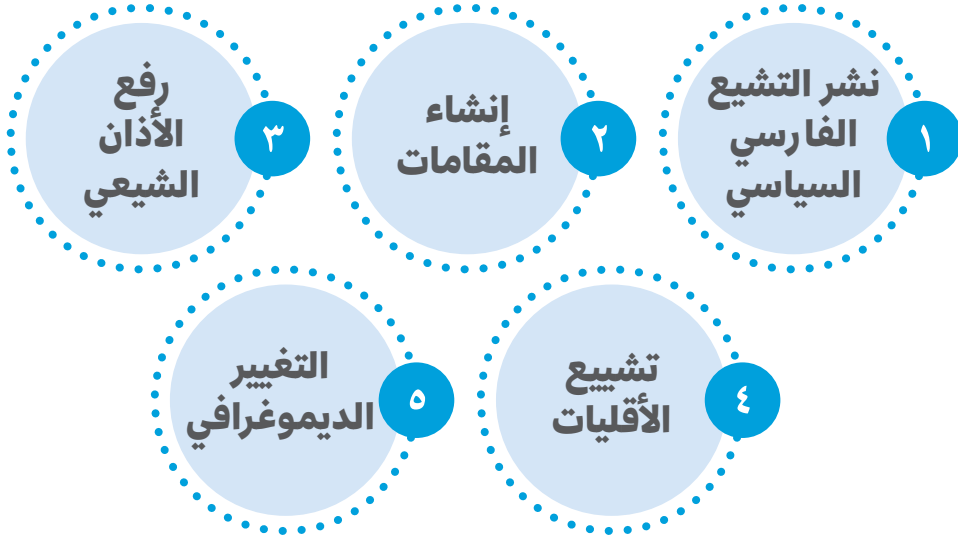 ١
نشر التشيع
الفارسي
السياسي
٢
إنشاء
المقامات
٣
رفع
الأذان
الشيعي
٤
تشييع
الأقليات
٥
التغيير
الديموغرافي